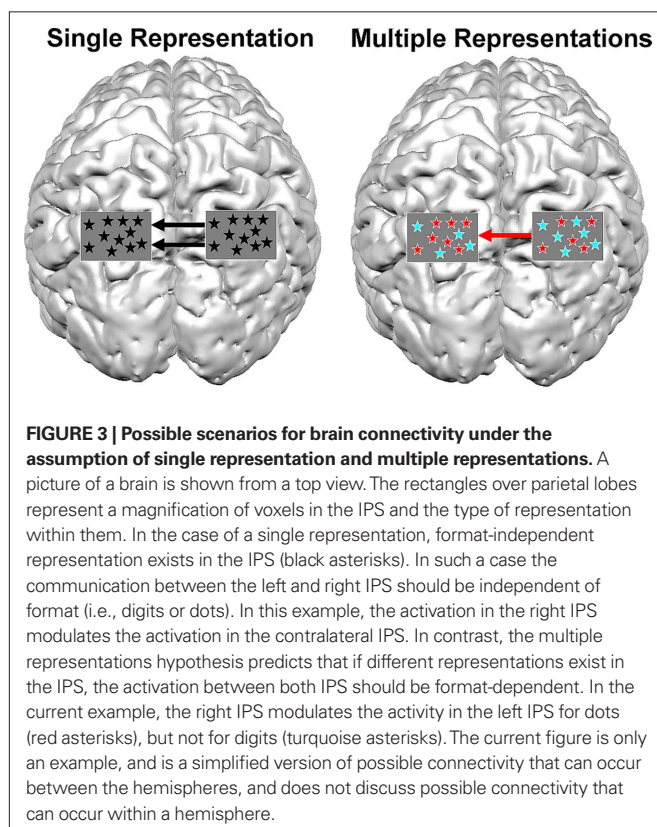 Single Representation
Multiple Representations
FIGURE 3 | Possible scenarios for brain connectivity under the
assumption of single representation and multiple representations. A
picture of a brain is shown from a top view. The rectangles over parietal lobes
represent a magnification of voxels in the IPS and the type of representation
within them. In the case of a single representation, format-independent
representation exists in the IPS (black asterisks). In such a case the
communication between the left and right IPS should be independent of
format (i.e., digits or dots). In this example, the activation in the right IPS
modulates the activation in the contralateral IPS. In contrast, the multiple
representations hypothesis predicts that if different representations exist in
the IPS, the activation between both IPS should be format-dependent. In the
current example, the right IPS modulates the activity in the left IPS for dots
(red asterisks), but not for digits (turquoise asterisks). The current figure is only
an example, and is a simplified version of possible connectivity that can occur
between the hemispheres, and does not discuss possible connectivity that
can occur within a hemisphere.